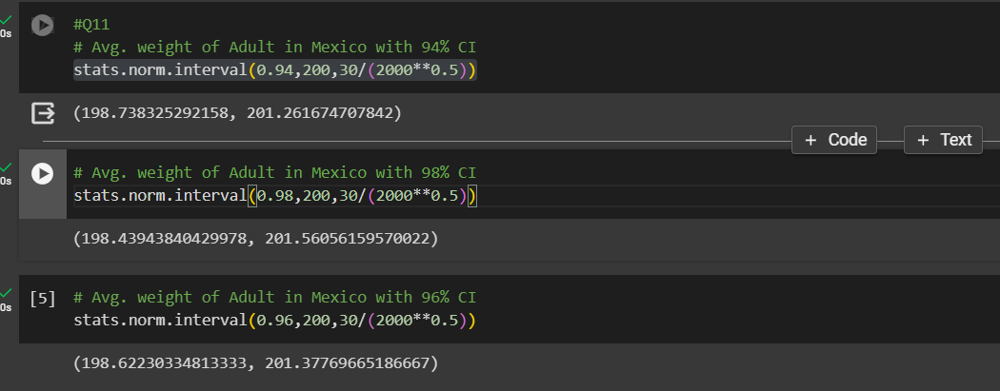 #Q11
# Avg. weight of Adult in Mexico with 94% CI
0s
stats.norm.interval(0.94,200,30/(2000**0.5))
(198.738325292158, 201.261674707842)
+ Code
+ Text
# Avg. weight of Adult in Mexico with 98% CI
0s
stats.norm.interval(0.98,200,30/(2000**0.5))
(198.43943840429978, 201.56056159570022)
[5]
# Avg. weight of Adult in Mexico with 96% CI
0s
stats.norm.interval(0.96,200,30/(2000**0.5))
(198.62230334813333, 201.37769665186667)